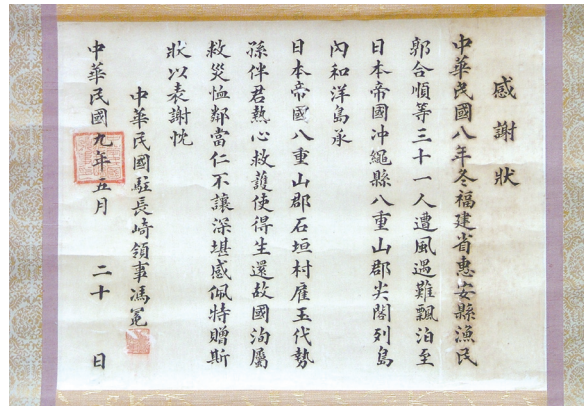 感謝狀
中華民國八年冬福建省惠安縣漁民
郭合順等三十一人遭風遇難飄泊至
日本帝國冲繩縣八重山郡尖閣列島
內和洋島承
日本帝國八重山郡石垣村雇玉代勢
孫伴君熱心救護使得生還故國洵屬
救災恤鄰當仁不讓深堪感佩特贈斯
狀以表謝忱
中華民國駐長崎領事馮冕
中華民國九年五月 二十 日